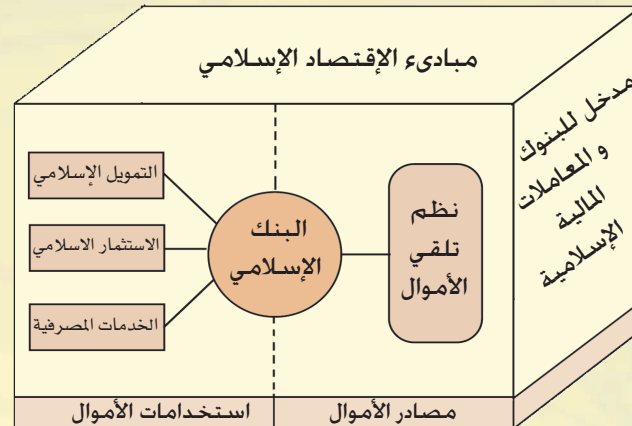 مبادىء الإقتصاد الإسلامي
مدخل للبنوك
و المعاملات
المالية
الإسلامية
نظم
تلقي
الأموال
البنك
الإسلامي
التمويل الإسلامي
الاستثمار الاسلامي
الخدمات المصرفية
مصادر الأموال
استخدامات الأموال